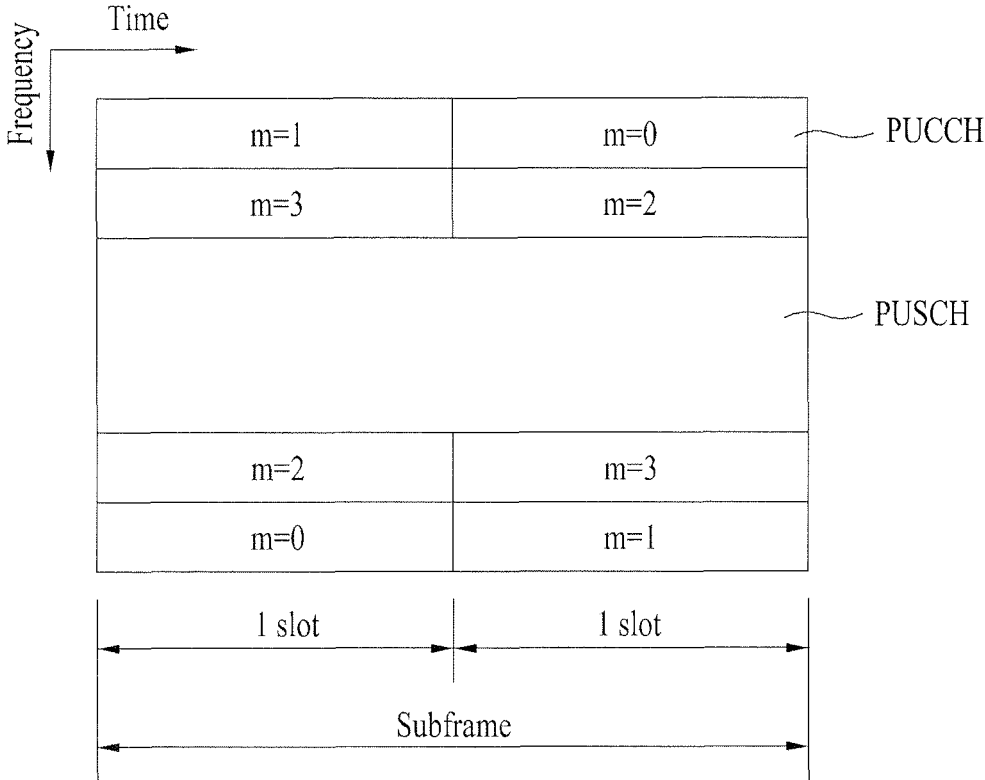 Time
Frequency
m=1
m=0
PUCCH
m=3
m=2
PUSCH
m=2
m=3
m=0
m=1
1 slot
1 slot
Subframe